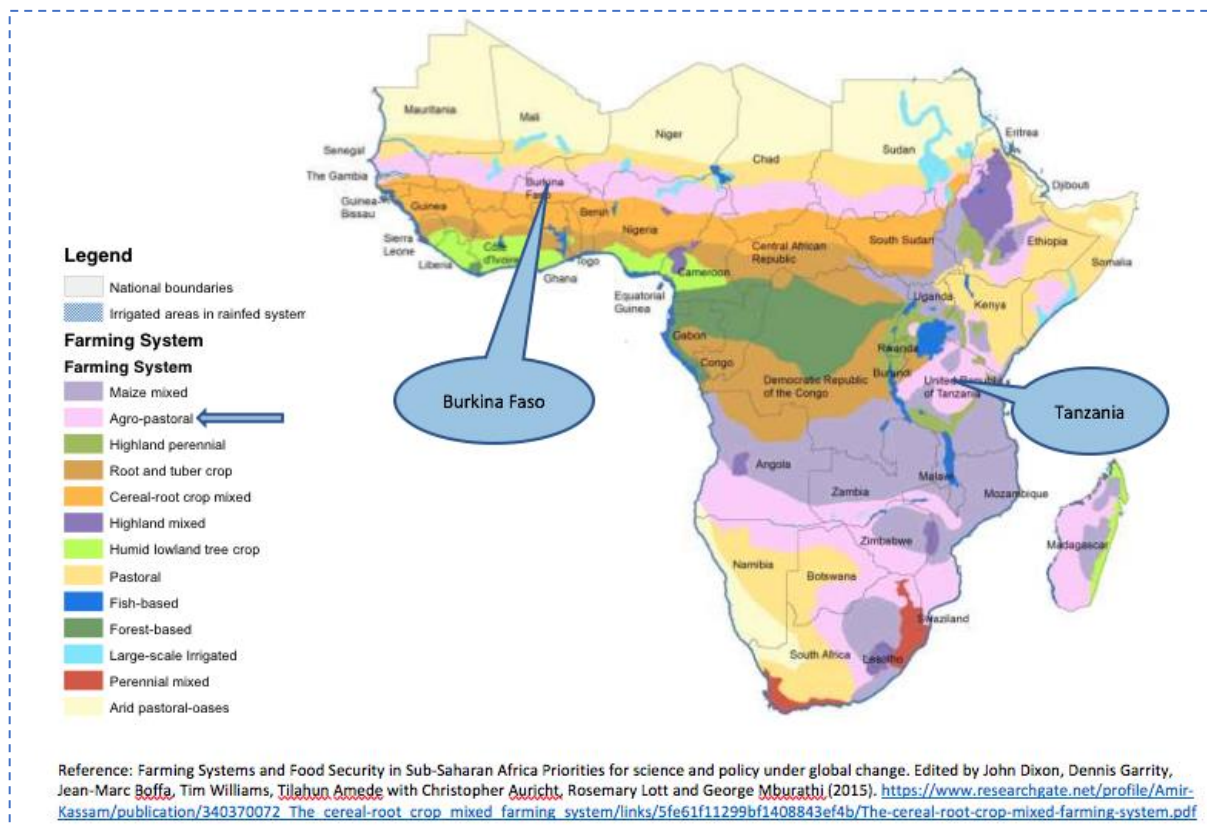 Mauritania
Mali
Niger
Chad
Sudan
Eritrea
Senegal
The Gambia
Guinea-
Bissau
Guinea
Burkina
Faso
Benin
Nigeria
Djibouti
Sierra
Leone
Liberia
Côte
d'Ivoire
Togo
Ghana
Cameroon
Central African
Republic
South Sudan
Ethiopia
Somalia
Equatorial
Guinea
Uganda
Kenya
Gabon
Congo
Rwanda
Burundi
Democratic Republic
of the Congo
United Republic
of Tanzania
Burkina Faso
Tanzania
Angola
Zambia
Malawi
Mozambique
Zimbabwe
Madagascar
Namibia
Botswana
Swaziland
South Africa
Lesotho
Legend
National boundaries
Irrigated areas in rainfed system
Farming System
Farming System
Maize mixed
Agro-pastoral
Highland perennial
Root and tuber crop
Cereal-root crop mixed
Highland mixed
Humid lowland tree crop
Pastoral
Fish-based
Forest-based
Large-scale Irrigated
Perennial mixed
Arid pastoral-oases
Reference: Farming Systems and Food Security in Sub-Saharan Africa Priorities for science and policy under global change. Edited by John Dixon, Dennis Garrity,
Jean-Marc Boffa, Tim Williams, Tilahun Amede with Christopher Auricht, Rosemary Lott and George Mburathi (2015). https://www.researchgate.net/profile/Amir-
Kassam/publication/340370072_The_cereal-root_crop_mixed_farming_system/links/5fe61f11299bf1408843ef4b/The-cereal-root-crop-mixed-farming-system.pdf